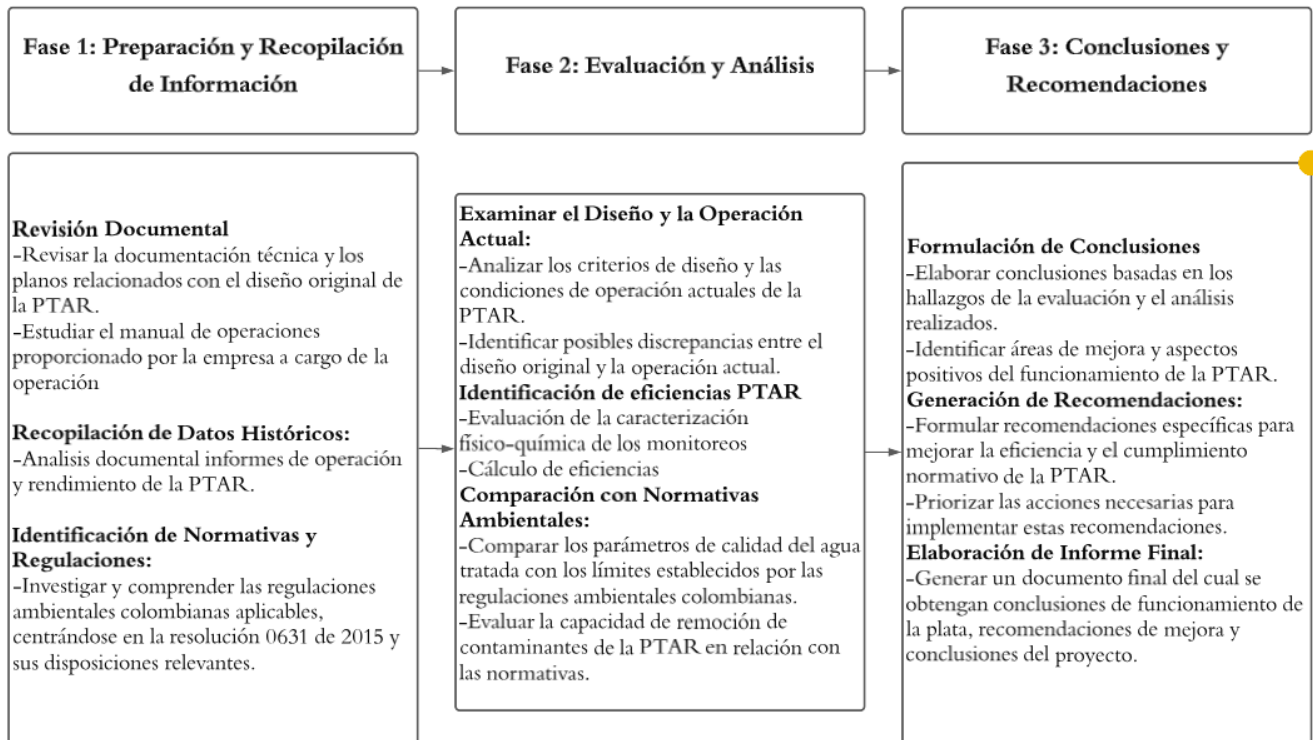 Fase 1: Preparación y Recopilación
de Información
Fase 2: Evaluación y Análisis
Fase 3: Conclusiones y
Recomendaciones
Revisión Documental
-Revisar la documentación técnica y los
planos relacionados con el diseño original de
la PTAR.
-Estudiar el manual de operaciones
proporcionado por la empresa a cargo de la
operación
Recopilación de Datos Históricos:
-Analisis documental informes de operación
y rendimiento de la PTAR.
Identificación de Normativas y
Regulaciones:
-Investigar y comprender las regulaciones
ambientales colombianas aplicables,
centrándose en la resolución 0631 de 2015 y
sus disposiciones relevantes.
Examinar el Diseño y la Operación
Actual:
-Analizar los criterios de diseño y las
condiciones de operación actuales de la
PTAR.
-Identificar posibles discrepancias entre el
diseño original y la operación actual.
Identificación de eficiencias PTAR
-Evaluación de la caracterización
físico-química de los monitoreos
-Cálculo de eficiencias
Comparación con Normativas
Ambientales:
-Comparar los parámetros de calidad del agua
tratada con los límites establecidos por las
regulaciones ambientales colombianas.
-Evaluar la capacidad de remoción de
contaminantes de la PTAR en relación con
las normativas.
Formulación de Conclusiones
-Elaborar conclusiones basadas en los
hallazgos de la evaluación y el análisis
realizados.
-Identificar áreas de mejora y aspectos
positivos del funcionamiento de la PTAR.
Generación de Recomendaciones:
-Formular recomendaciones específicas para
mejorar la eficiencia y el cumplimiento
normativo de la PTAR.
-Priorizar las acciones necesarias para
implementar estas recomendaciones.
Elaboración de Informe Final:
-Generar un documento final del cual se
obtengan conclusiones de funcionamiento de
la plata, recomendaciones de mejora y
conclusiones del proyecto.